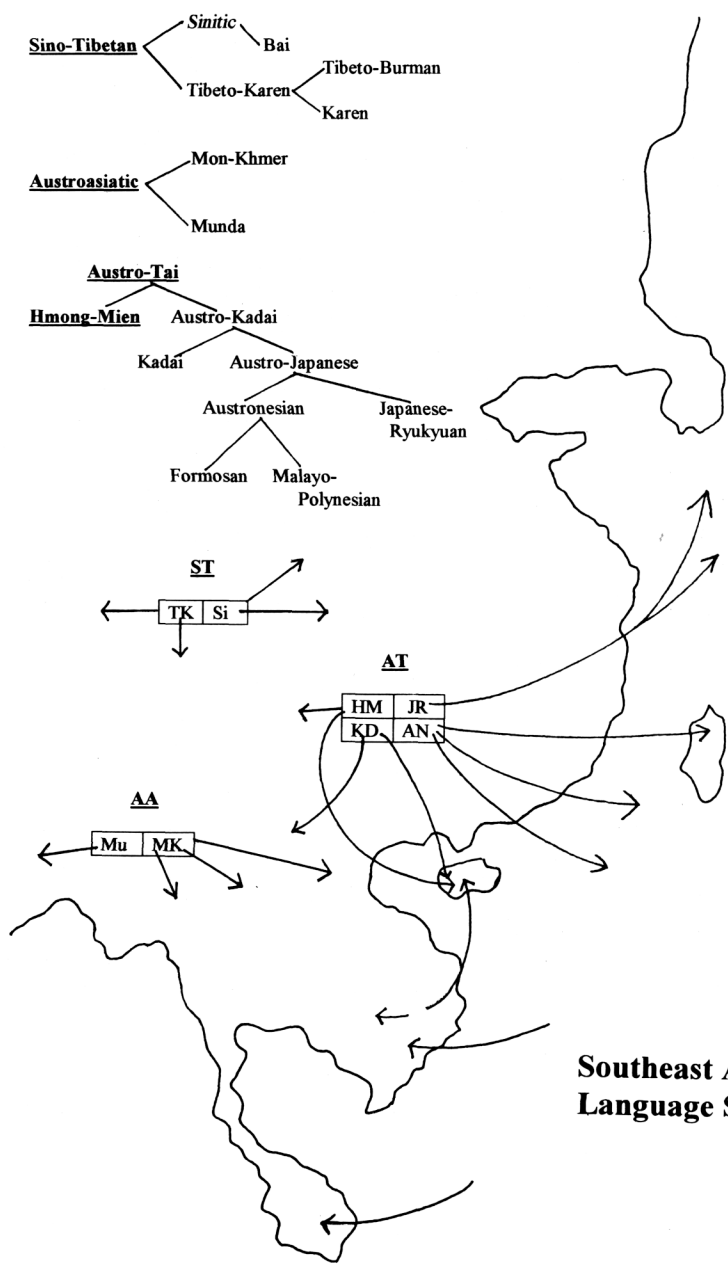 Sinitic
Sino-Tibetan
Bai
Tibeto-Burman
Tibeto-Karen
Karen
Mon-Khmer
Austroasiatic
Munda
Austro-Tai
Hmong-Mien Austro-Kadai
Kadai Austro-Japanese
Austronesian Japanese-
Ryukyuan
Formosan Malayo-
Polynesian
ST
TK Si
AT
HM JR
KD AN
AA
Mu MK
Southeast
Language